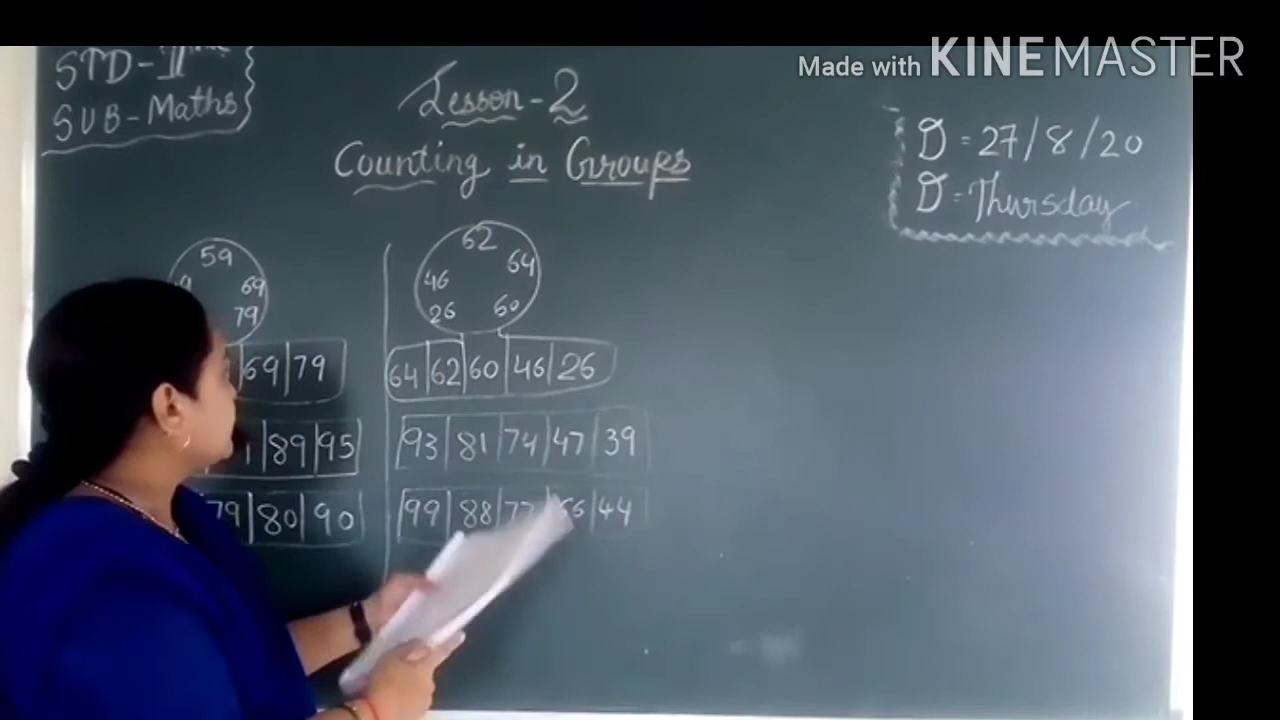 Made with KINEMASTER
STD-II
SUB-Maths
Lesson-2
Counting in Groups
D = 27/8/20
D = Thursday
59
69
79
62
64
46
26
60
69 79
64 62 60 46 26
89 95
93 81 74 47 39
79 80 90
99 88 77 66 44